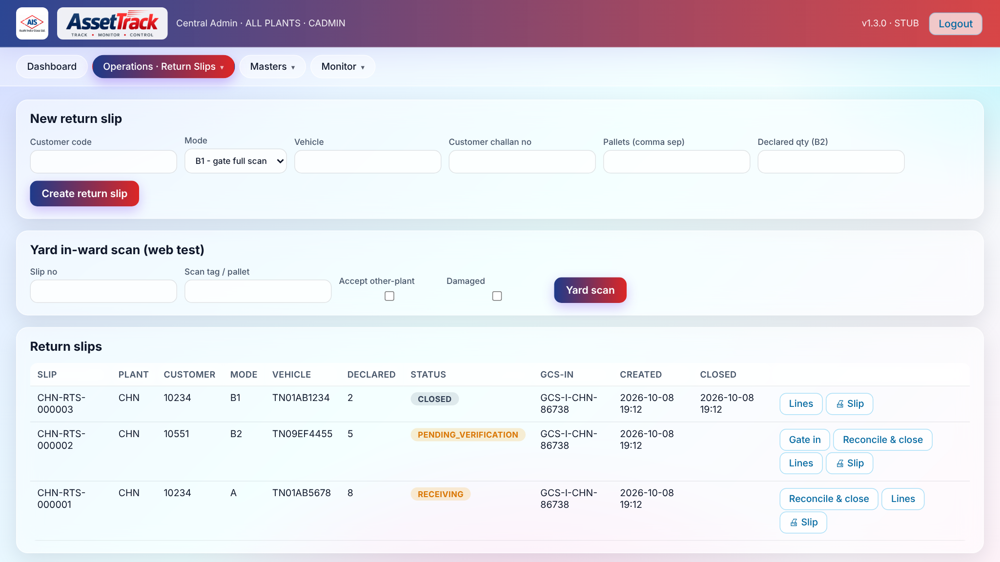 AIS
Asahi India Glass Ltd.
AssetTrack
TRACK • MONITOR • CONTROL
Central Admin · ALL PLANTS · CADMIN
v1.3.0 · STUB
Logout
Dashboard
Operations · Return Slips ▾
Masters ▾
Monitor ▾
New return slip
Customer code
Mode
Vehicle
Customer challan no
Pallets (comma sep)
Declared qty (B2)
B1 - gate full scan
Create return slip
Yard in-ward scan (web test)
Slip no
Scan tag / pallet
Accept other-plant
Damaged
Yard scan
Return slips
SLIP PLANT CUSTOMER MODE VEHICLE DECLARED STATUS GCS-IN CREATED CLOSED
CHN-RTS-000003 CHN 10234 B1 TN01AB1234 2 CLOSED GCS-I-CHN-86738 2026-10-08 19:12 2026-10-08 19:12 Lines Slip
CHN-RTS-000002 CHN 10551 B2 TN09EF4455 5 PENDING_VERIFICATION GCS-I-CHN-86738 2026-10-08 19:12 Gate in Reconcile & close
Lines Slip
CHN-RTS-000001 CHN 10234 A TN01AB5678 8 RECEIVING GCS-I-CHN-86738 2026-10-08 19:12 Reconcile & close Lines
Slip